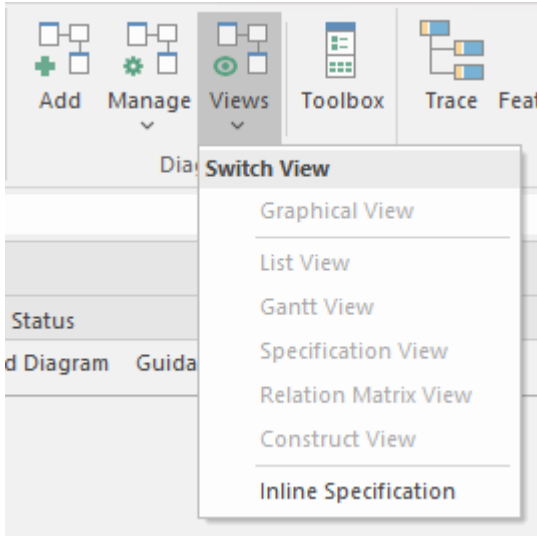 Add Manage Views Toolbox Trace Feat
Dia
Switch View
Graphical View
List View
Gantt View
Specification View
Relation Matrix View
Construct View
Inline Specification
Status
d Diagram Guida